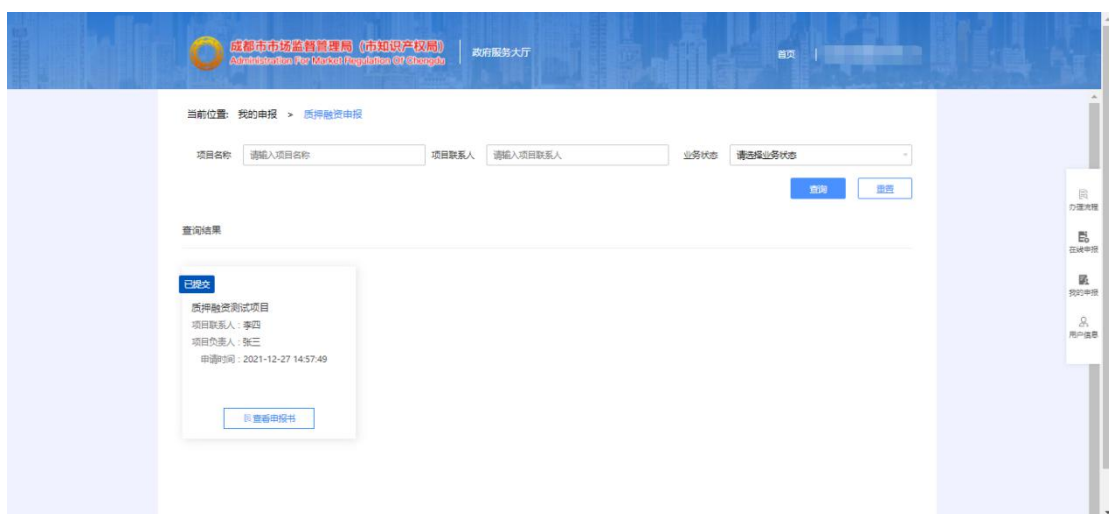 成都市市场监督管理局（市知识产权局） 政府服务大厅 首页
Administration For Market Regulation Of Chengdu
当前位置: 我的申报 > 质押融资申报
项目名称 请输入项目名称 项目联系人 请输入项目联系人 业务状态 请选择业务状态
查询 重置
查询结果
已提交
质押融资测试项目
项目联系人 : 李四
项目负责人 : 张三
申请时间 : 2021-12-27 14:57:49
查看申报书
办理流程
在线申报
我的申报
用户信息